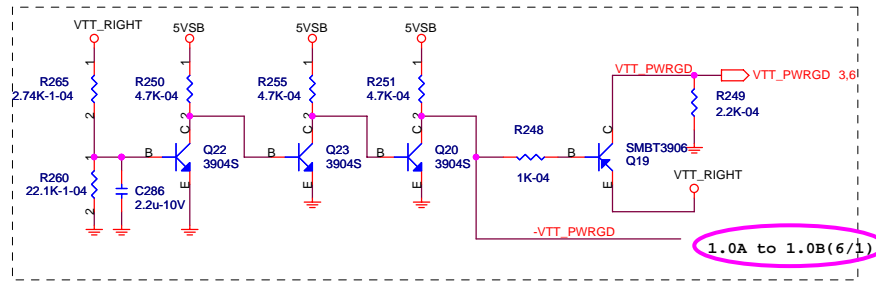 VTT_RIGHT
5VSB
5VSB
5VSB
1
1
1
1
R265
2.74K-1-04
R250
4.7K-04
R255
4.7K-04
R251
4.7K-04
2
2
2
2
VTT_PWRGD
VTT_PWRGD 3,6
R249
2.2K-04
1
R260
22.1K-1-04
2
C286
2.2u-10V
B
C
E
Q22
3904S
B
C
E
Q23
3904S
B
C
E
Q20
3904S
R248
1K-04
B
C
E
SMBT3906
Q19
VTT_RIGHT
-VTT_PWRGD
1.0A to 1.0B(6/1)